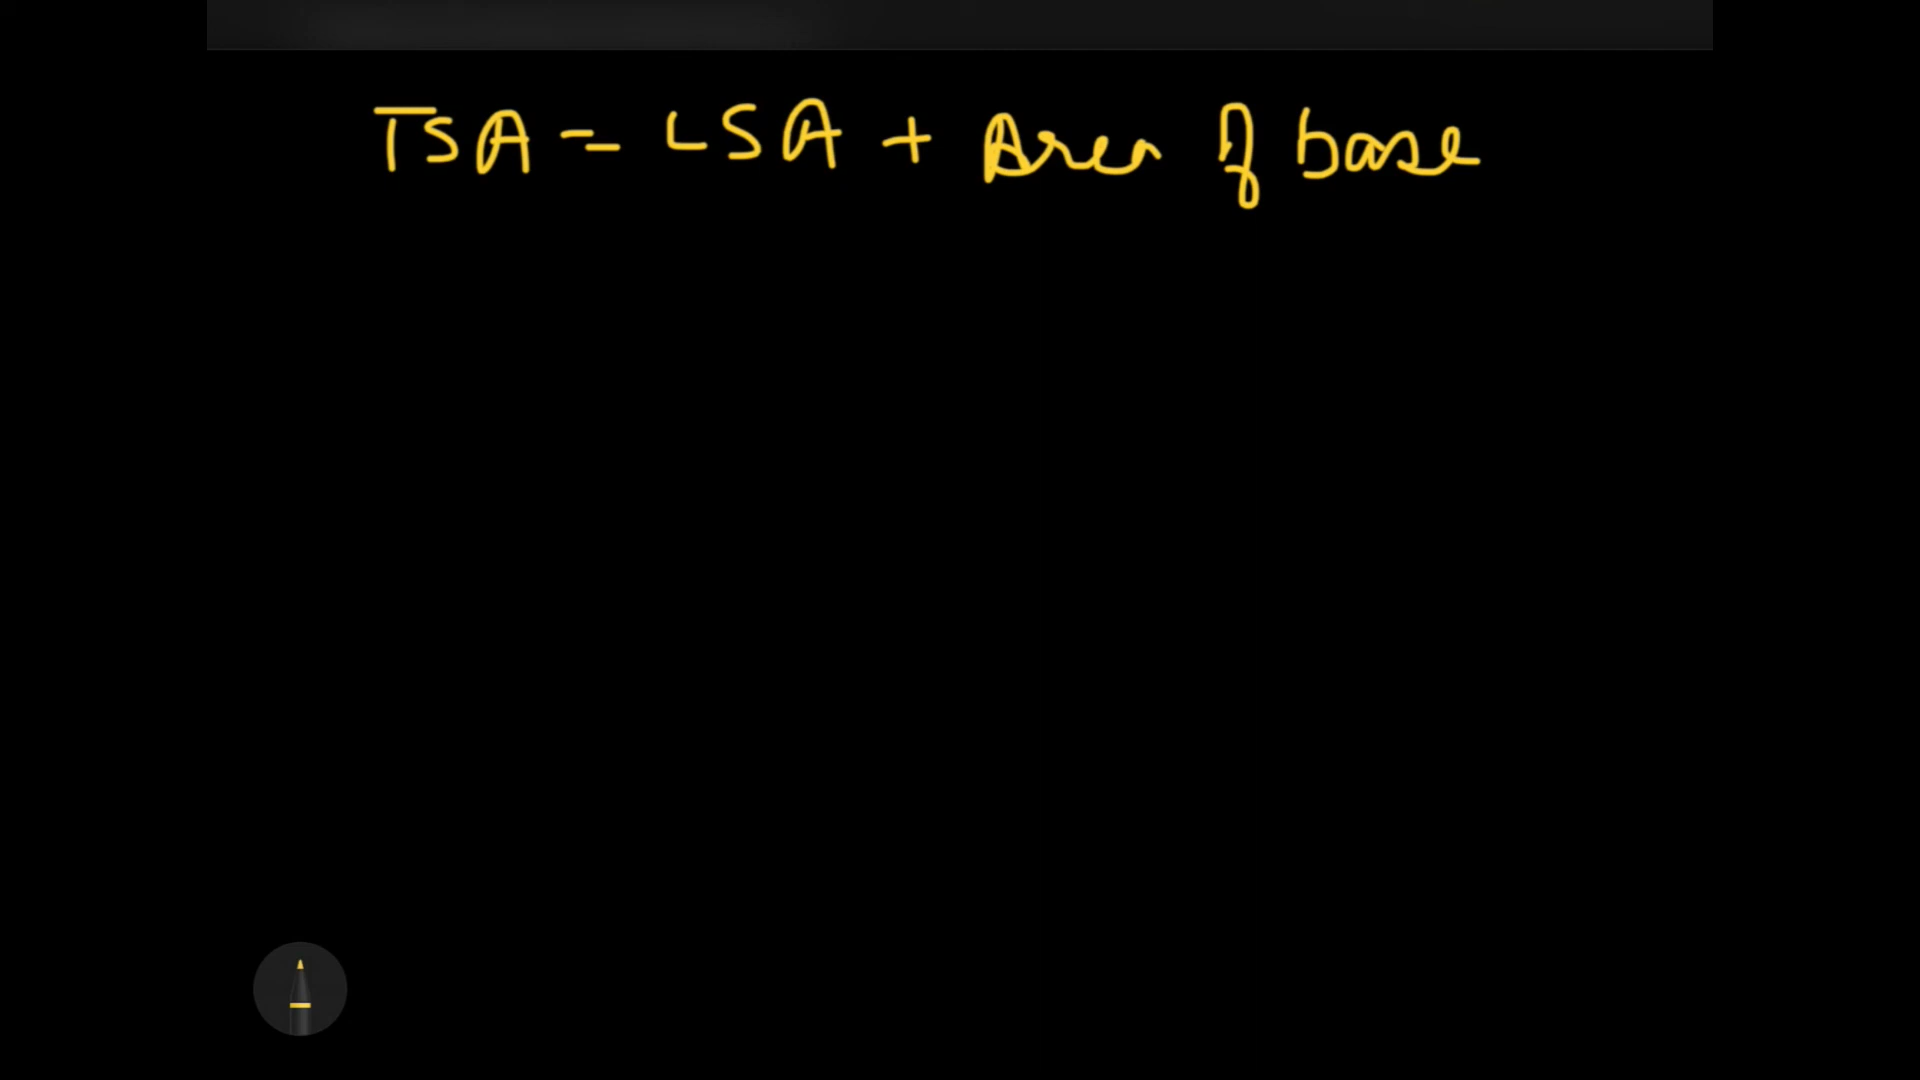 TSA = LSA + Area of base